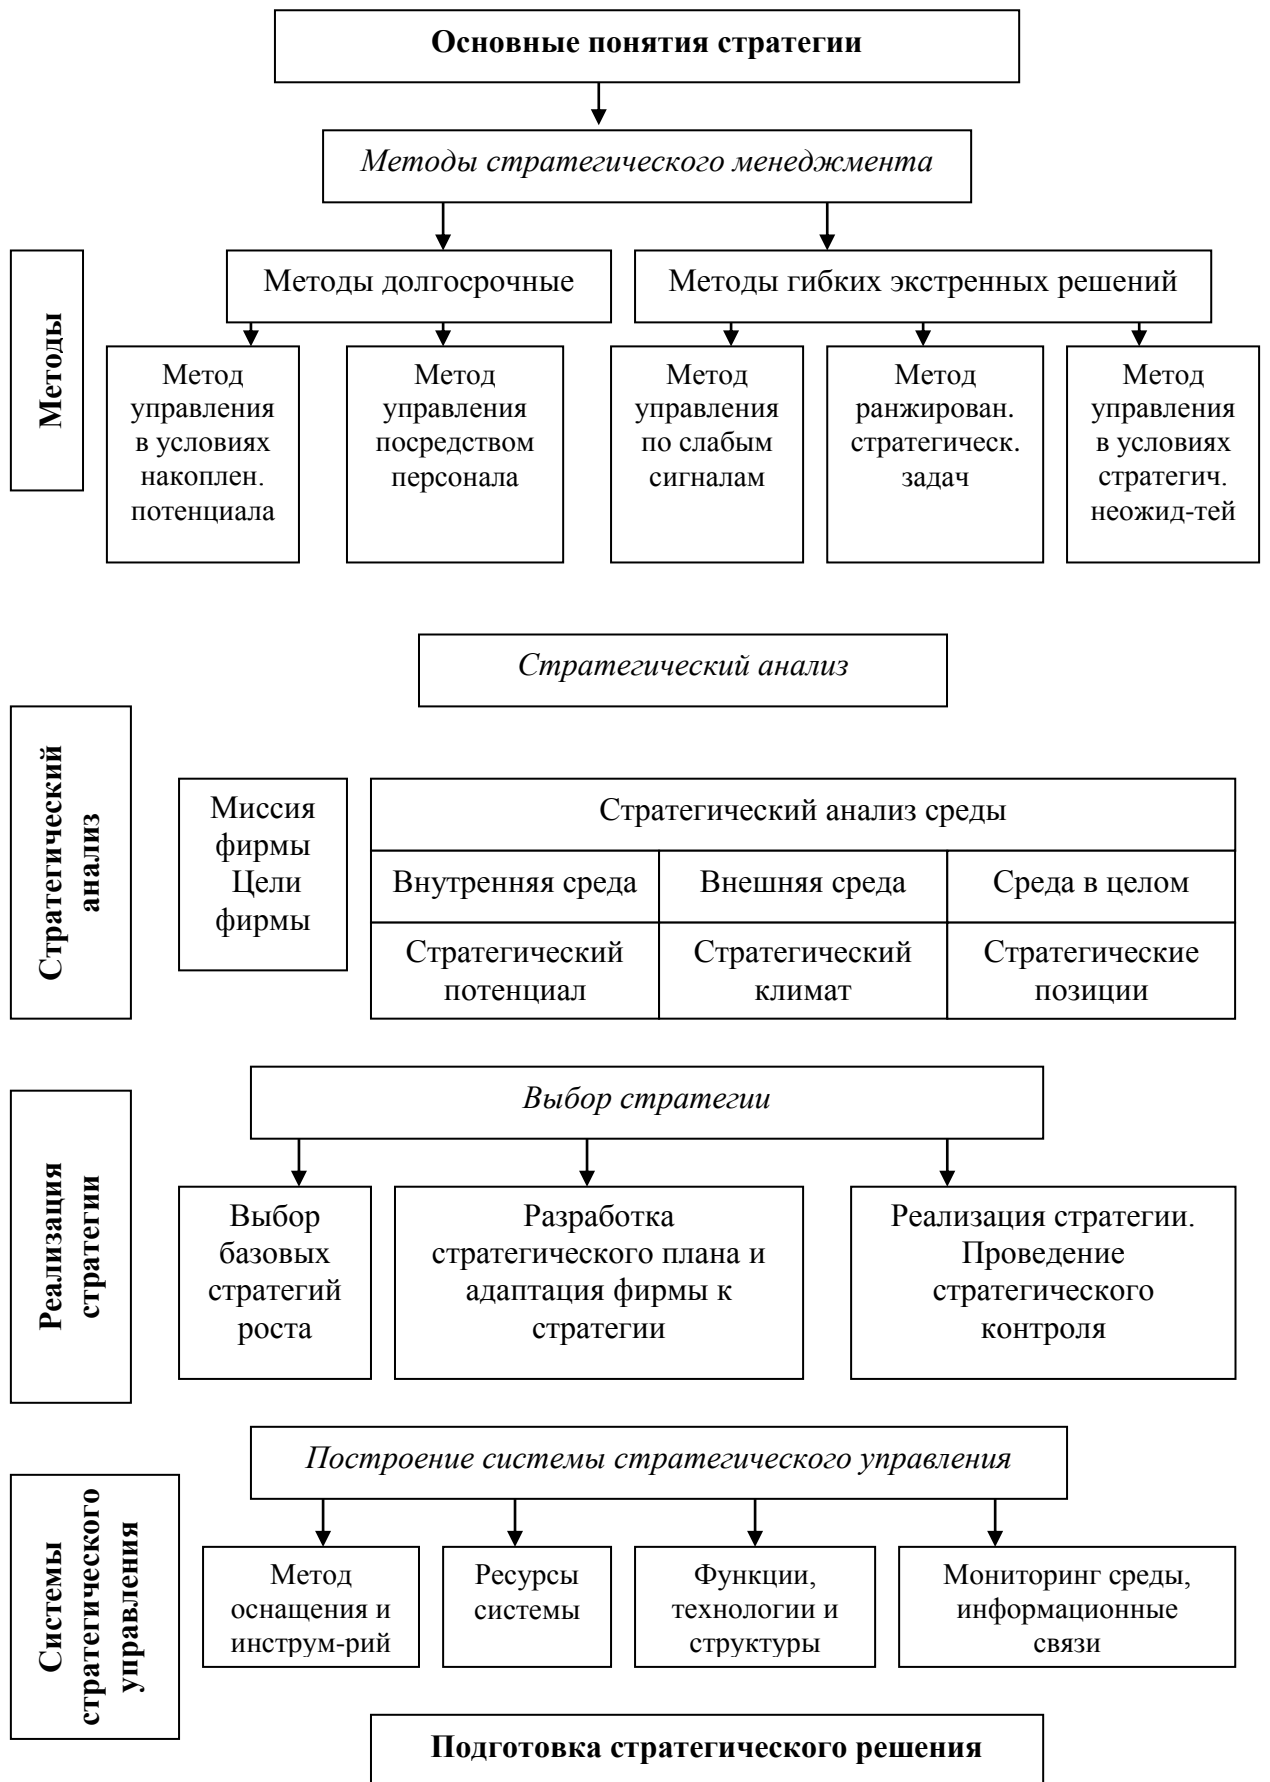 Основные понятия стратегии
Методы стратегического менеджмента
Методы
Методы долгосрочные
Методы гибких экстренных решений
Метод
управления
в условиях
накоплен.
потенциала
Метод
управления
посредством
персонала
Метод
управления
по слабым
сигналам
Метод
ранжирован.
стратегическ.
задач
Метод
управления
в условиях
стратегич.
неожид-тей
Стратегический анализ
Стратегический
анализ
Миссия
фирмы
Цели
фирмы
Стратегический анализ среды
Внутренняя среда
Внешняя среда
Среда в целом
Стратегический
потенциал
Стратегический
климат
Стратегические
позиции
Реализация
стратегии
Выбор стратегии
Выбор
базовых
стратегий
роста
Разработка
стратегического плана и
адаптация фирмы к
стратегии
Реализация стратегии.
Проведение
стратегического
контроля
Системы
стратегического
управления
Построение системы стратегического управления
Метод
оснащения и
инструм-рий
Ресурсы
системы
Функции,
технологии и
структуры
Мониторинг среды,
информационные
связи
Подготовка стратегического решения